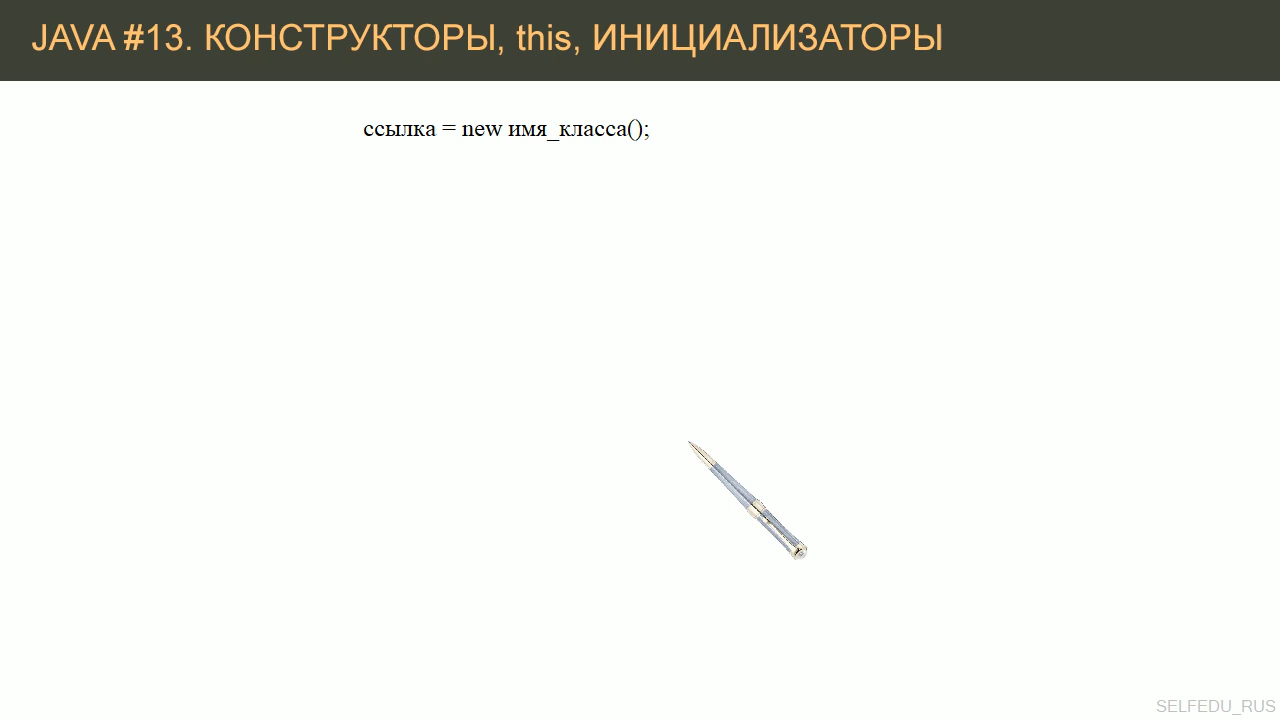 JAVA #13. КОНСТРУКТОРЫ, this, ИНИЦИАЛИЗАТОРЫ
ссылка = new имя_класса();
SELFEDU_RUS